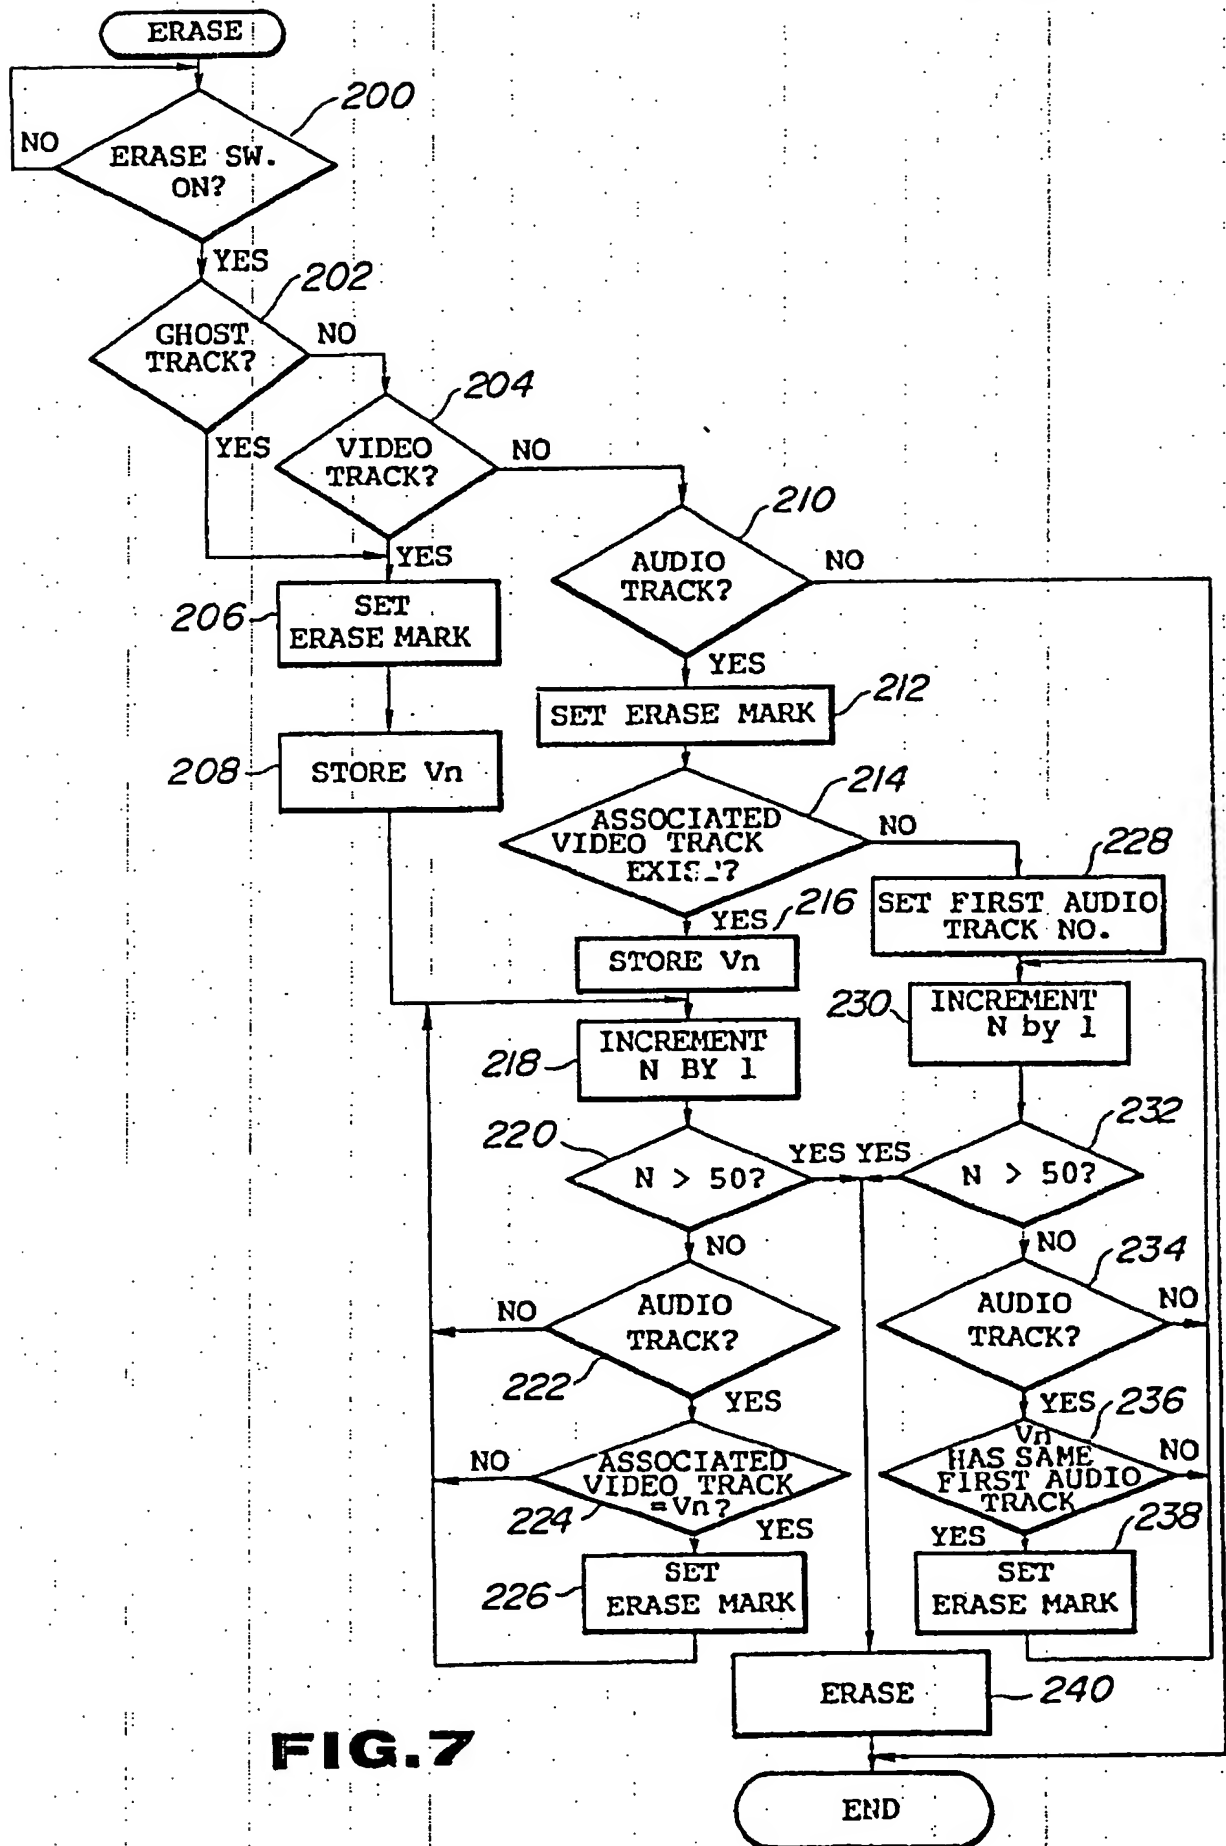 ERASE
200
NO
ERASE SW.
ON?
YES
202
GHOST
TRACK?
NO
204
YES
VIDEO
TRACK?
NO
210
YES
AUDIO
TRACK?
NO
206
SET
ERASE MARK
YES
212
SET ERASE MARK
208
STORE Vn
214
ASSOCIATED
VIDEO TRACK
NO
228
YES
216
SET FIRST AUDIO
TRACK NO.
STORE Vn
230
INCREMENT
N by 1
218
INCREMENT
N BY 1
220
N > 50?
YES YES
232
N > 50?
NO
NO
234
NO
AUDIO
TRACK?
AUDIO
TRACK?
NO
222
YES
YES
236
NO
ASSOCIATED
VIDEO TRACK
=Vn?
Vn
HAS SAME
FIRST AUDIO
TRACK
NO
224
YES
YES
238
226
SET
ERASE MARK
SET
ERASE MARK
ERASE
240
FIG.7
END